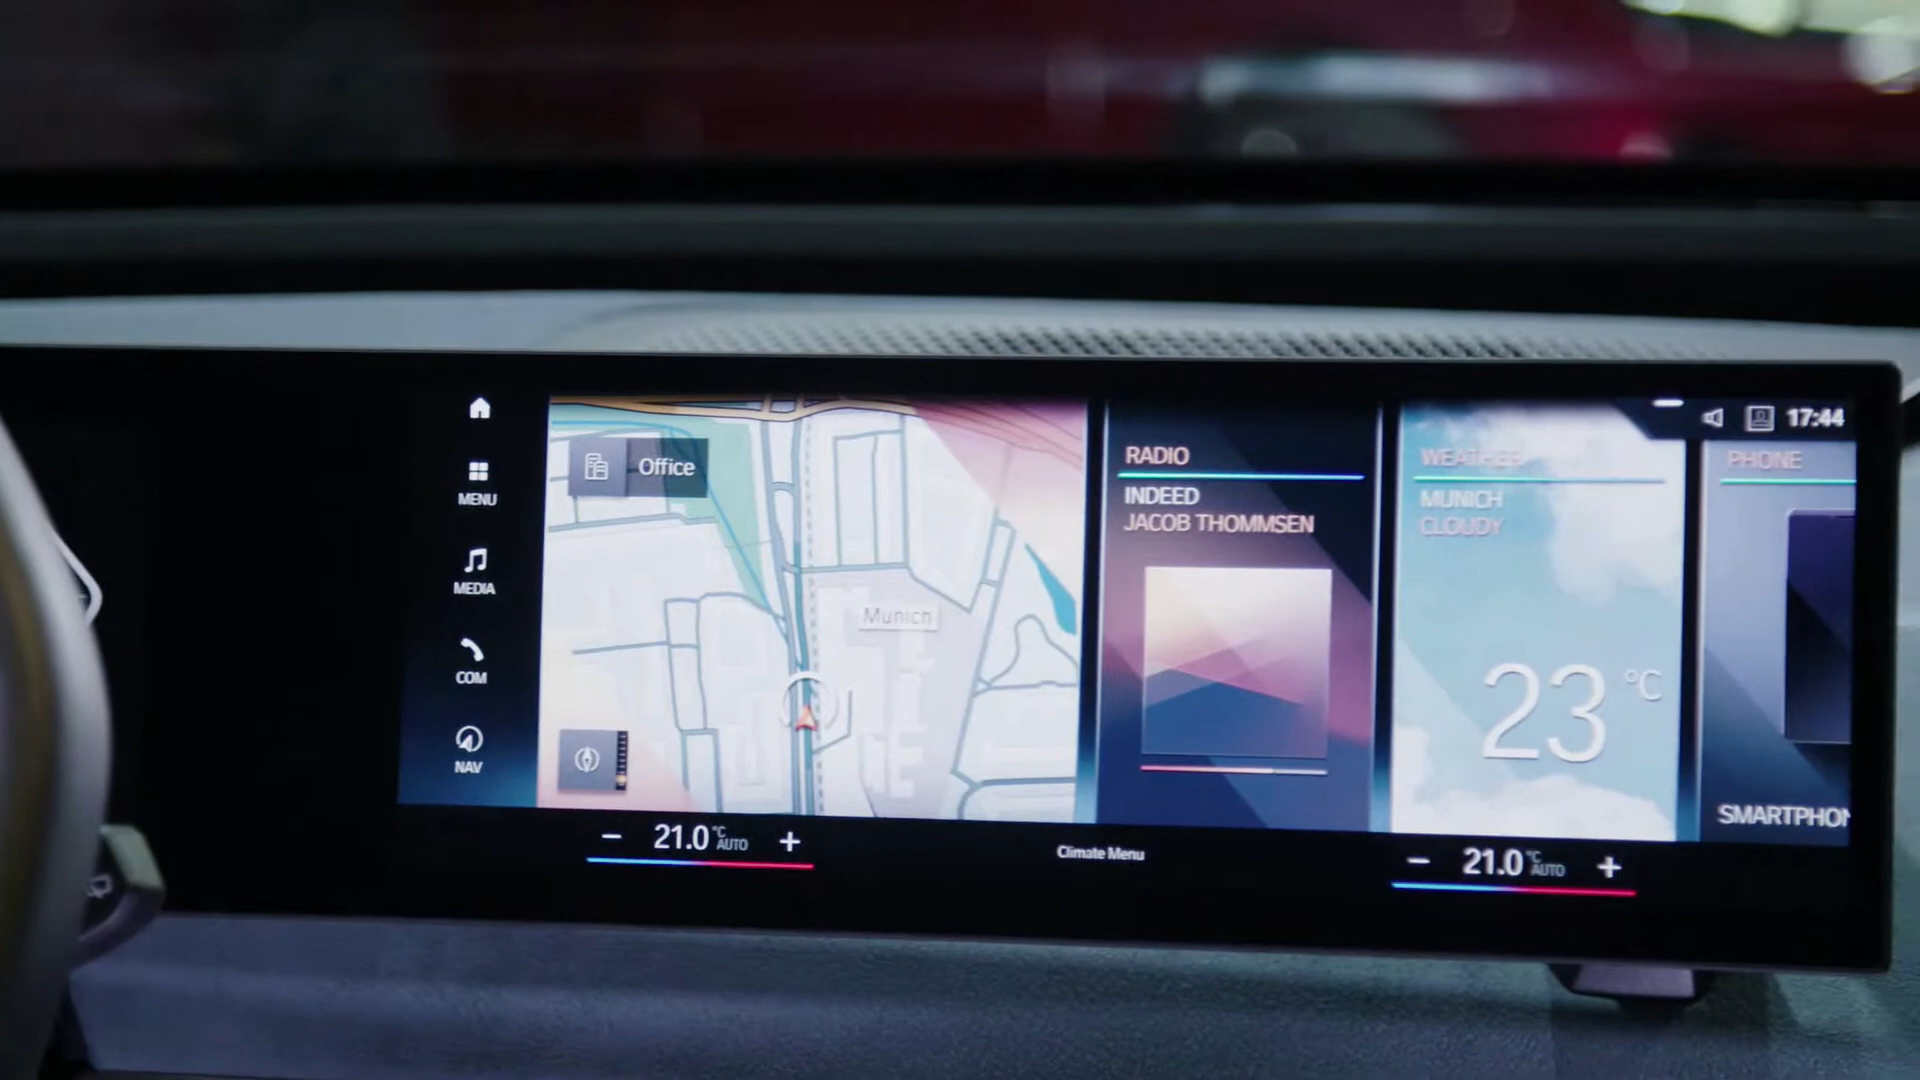 17:44
MENU
MEDIA
COM
NAV
Office
Munich
RADIO
INDEED
JACOB THOMMSEN
WEATHER
MUNICH
CLOUDY
23 °C
PHONE
SMARTPHON
− 21.0 °C AUTO +
Climate Menu
− 21.0 °C AUTO +